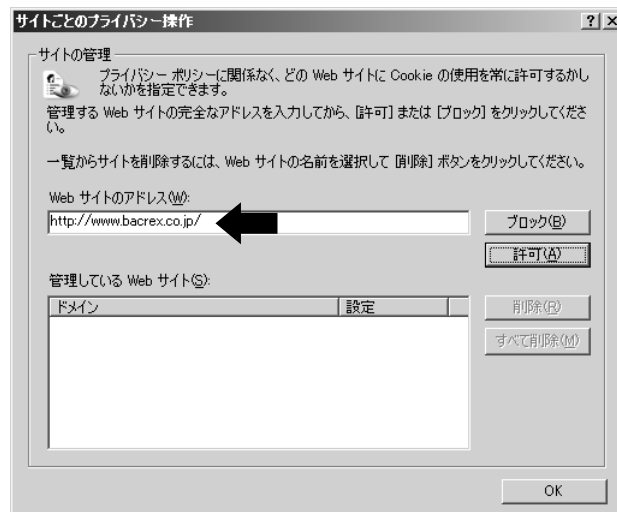 サイトごとのプライバシー操作
サイトの管理
プライバシー ポリシーに関係なく、どの Web サイトに Cookie の使用を常に許可するかし
ないかを指定できます。
管理する Web サイトの完全なアドレスを入力してから、[許可] または [ブロック] をクリックしてくださ
い。
一覧からサイトを削除するには、Web サイトの名前を選択して [削除] ボタンをクリックしてください。
Web サイトのアドレス(W):
http://www.bacrex.co.jp/
ブロック(B)
許可(A)
管理している Web サイト(S):
ドメイン 設定
削除(R)
すべて削除(M)
OK